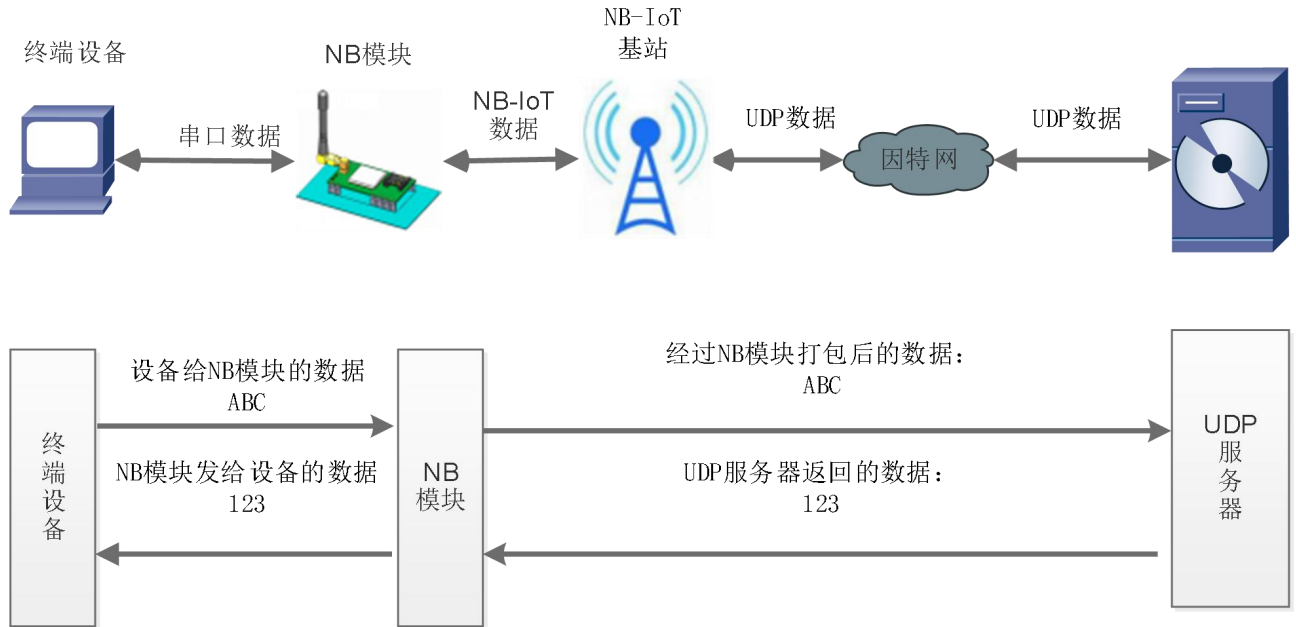 NB-IoT
基站
终端设备
NB模块
NB-IoT
数据
串口数据
UDP数据
UDP数据
因特网
设备给NB模块的数据
ABC
经过NB模块打包后的数据：
ABC
终
端
设
备
NB模块发给设备的数据
123
NB
模块
UDP服务器返回的数据：
123
UDP
服
务
器